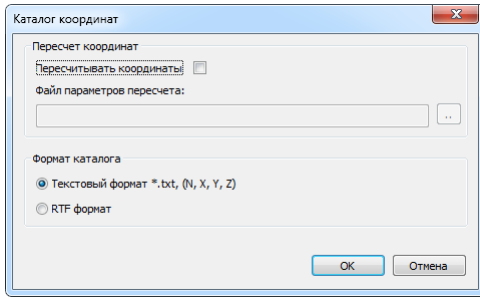 Каталог координат
Пересчет координат
Пересчитывать координаты
Файл параметров пересчета:
..
Формат каталога
Текстовый формат *.txt, (N, X, Y, Z)
RTF формат
OK
Отмена